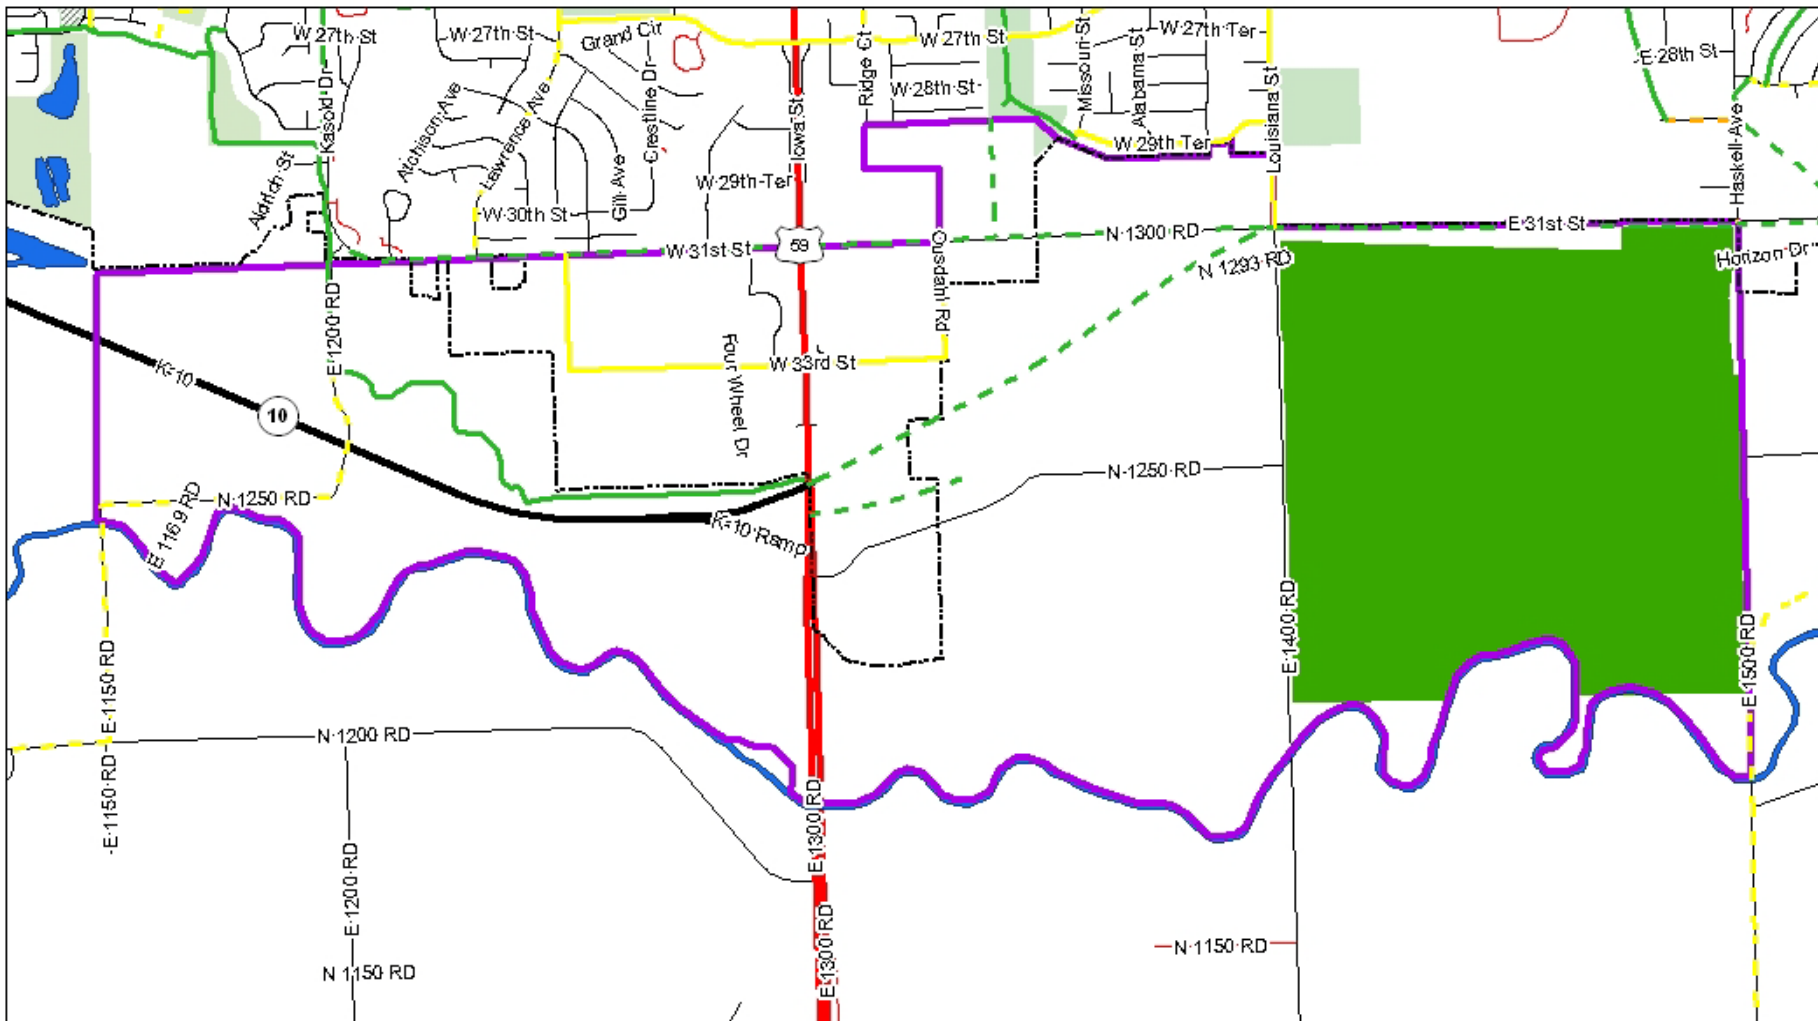 W 27th St
W 27th St
Grand Cir
W 27th St
W 27th Ter
E 28th St
Kasold Dr
Atchison Ave
Lawrence Ave
Crestline Dr
Iowa St
Ridge Ct
W 28th St
Missouri St
Alabama St
Louisiana St
Haskell Ave
W 29th Ter
Aldrich St
W 29th Ter
W 30th St
Gill Ave
W 31st St
59
N 1300 RD
E 31st St
Ousdahl Rd
N 1293 RD
Horizon Dr
E 1200 RD
K-10
10
Four Wheel Dr
W 33rd St
N 1250 RD
E 1169 RD
N 1250 RD
K-10 Ramp
E 1400 RD
E 1500 RD
E 1150 RD
N 1200 RD
E 1150 RD
E 1300 RD
E 1200 RD
E 1300 RD
N 1150 RD
N 1150 RD